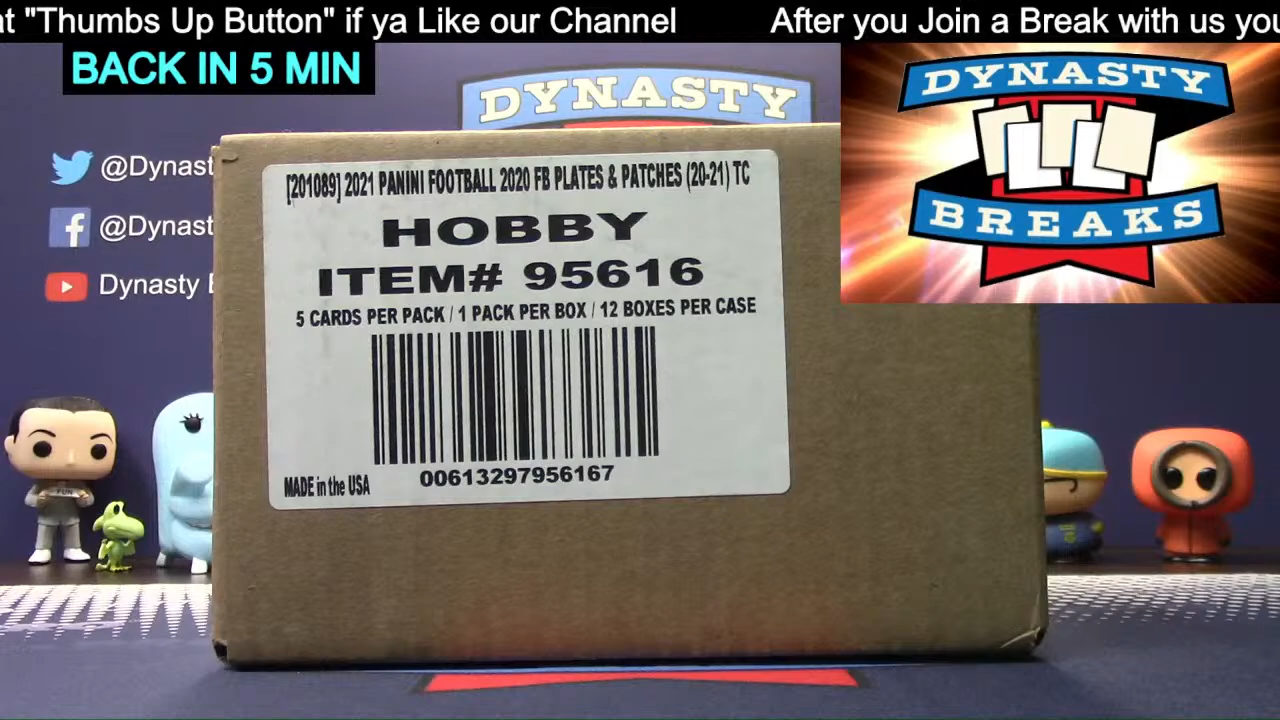 at "Thumbs Up Button" if ya Like our Channel After you Join a Break with us you
BACK IN 5 MIN
DYNASTY
BREAKS
DYNASTY
@Dynast
@Dynast
Dynasty
[201089] 2021 PANINI FOOTBALL 2020 FB PLATES & PATCHES (20-21) TC
HOBBY
ITEM# 95616
5 CARDS PER PACK / 1 PACK PER BOX / 12 BOXES PER CASE
MADE in the USA
00613297956167
FUN